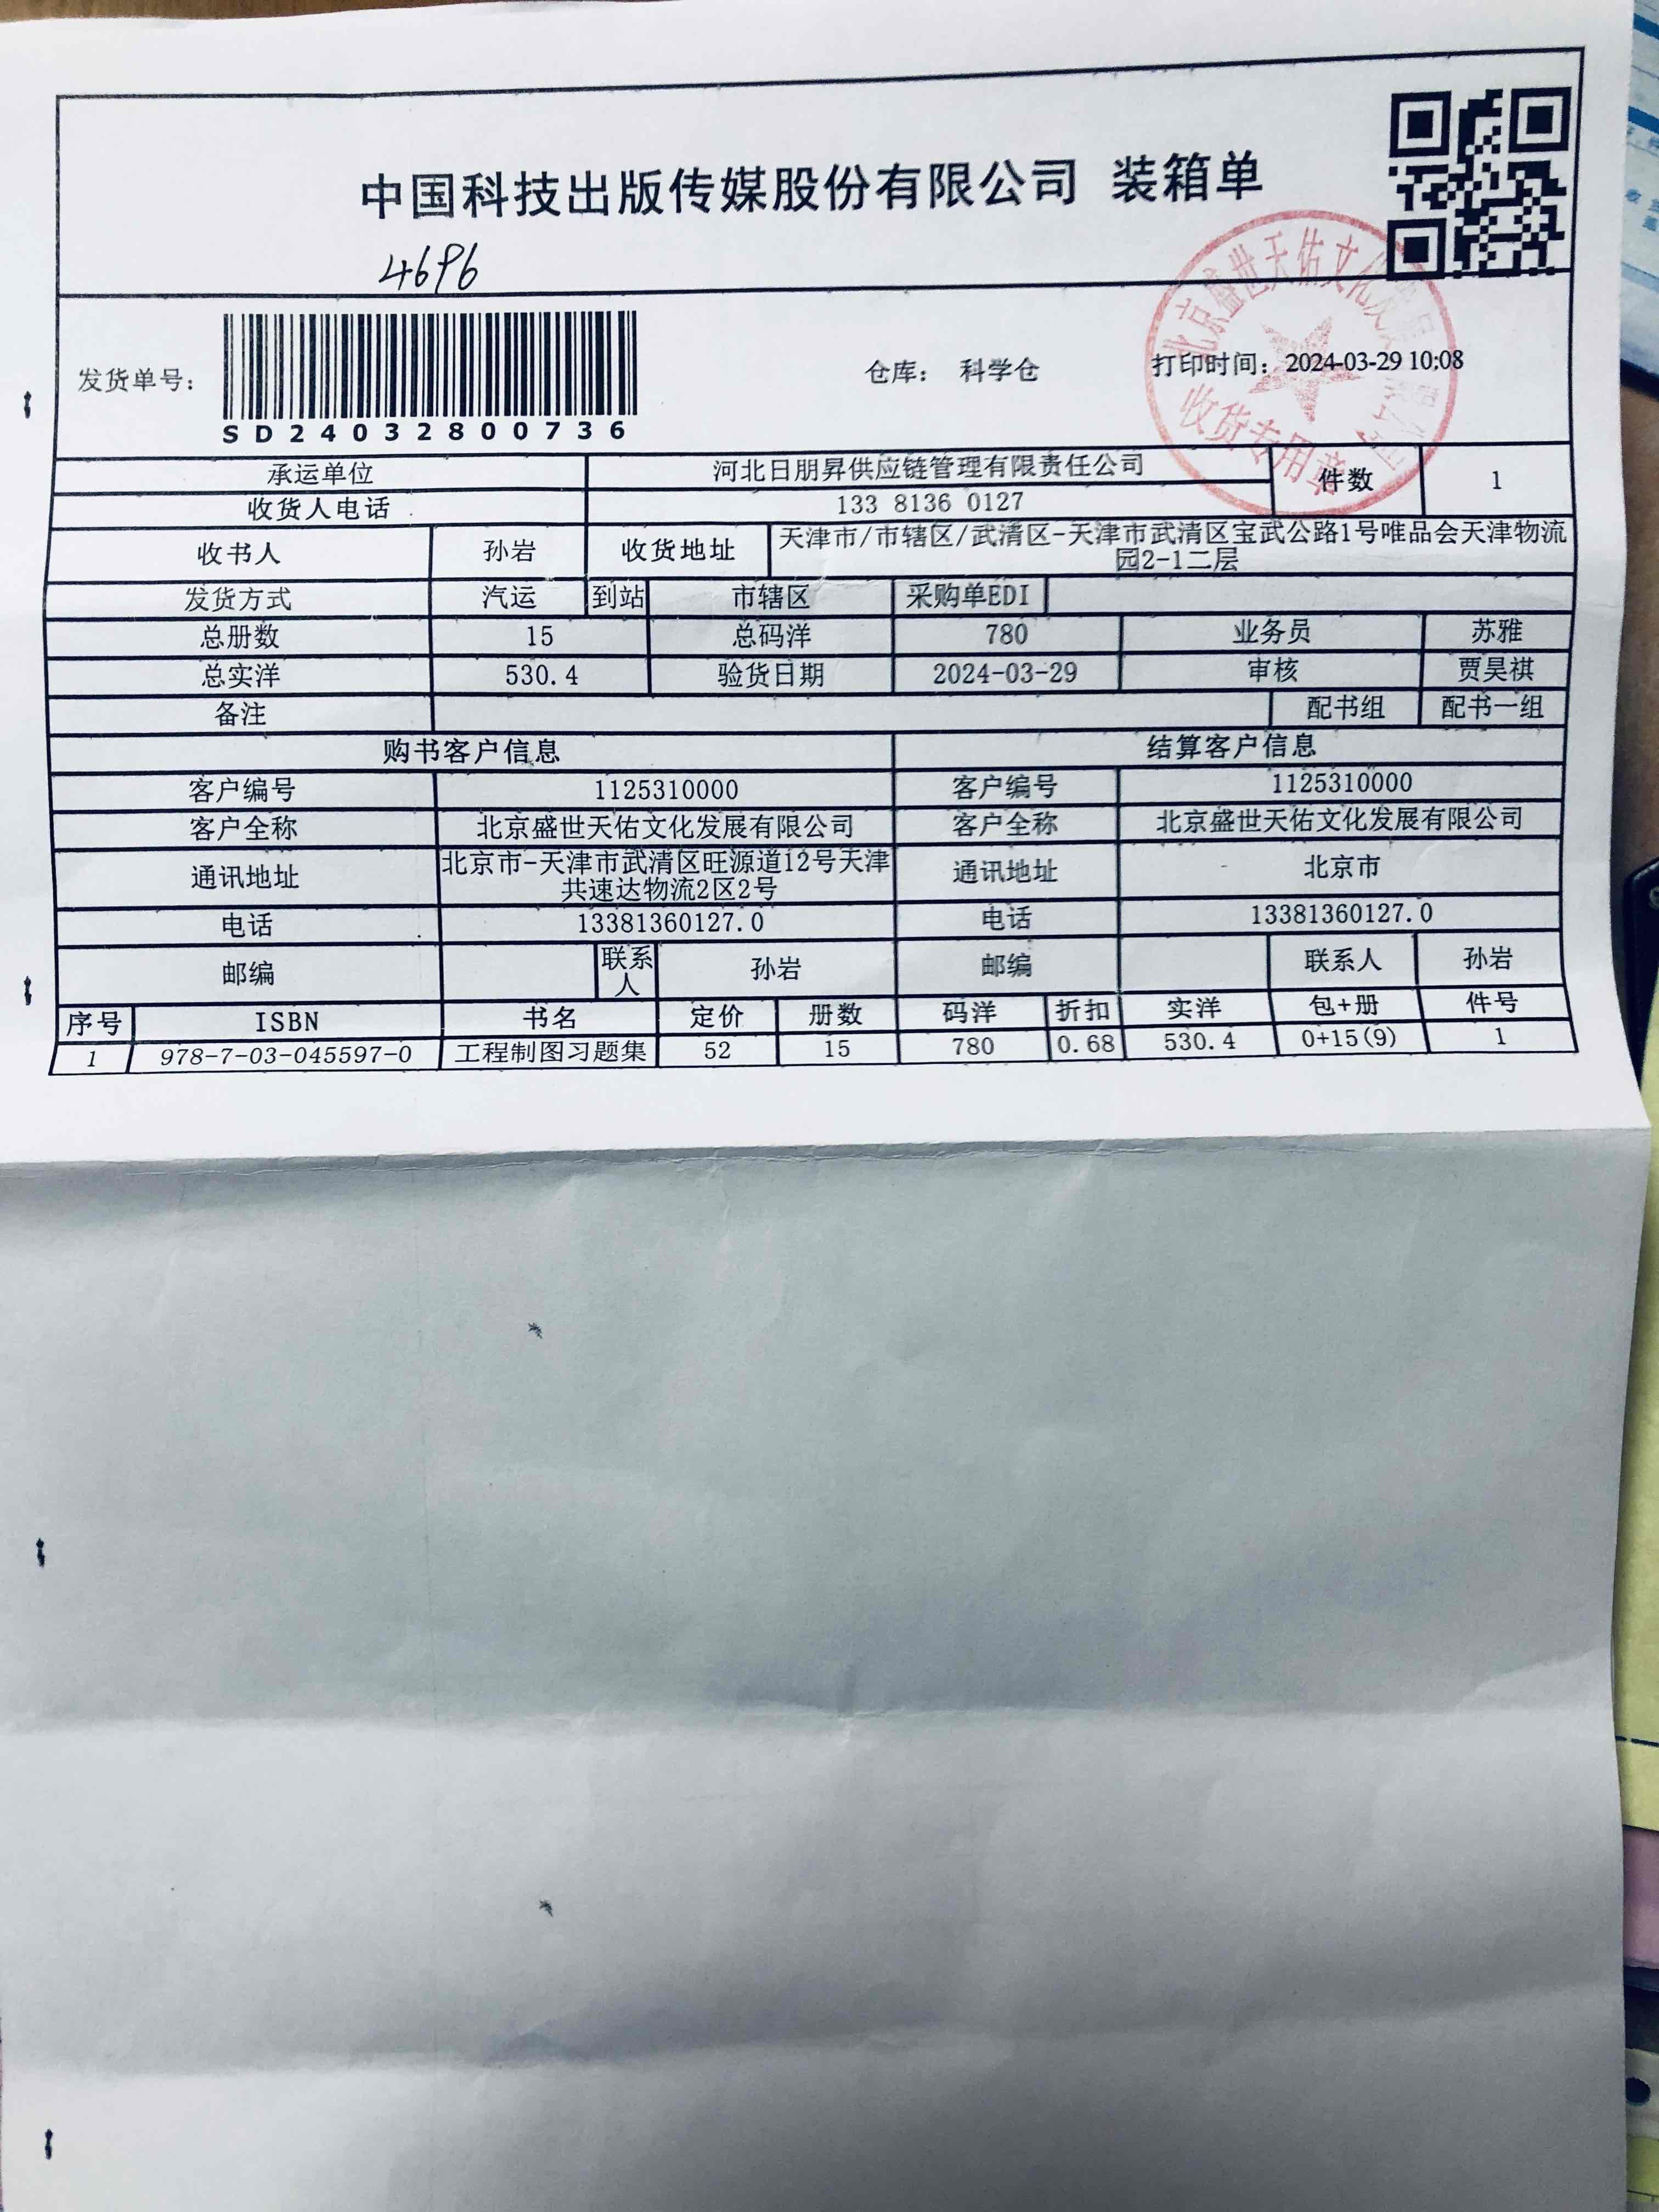 中国科技出版传媒股份有限公司 装箱单
4696
发货单号: SD24032800736 仓库: 科学仓 打印时间: 2024-03-29 10:08
北京盛世天佑文化发展有限公司
收货专用章
承运单位 河北日朋昇供应链管理有限责任公司 件数 1
收货人电话 133 8136 0127
收书人 孙岩 收货地址 天津市/市辖区/武清区-天津市武清区宝武公路1号唯品会天津物流
园2-1二层
发货方式 汽运 到站 市辖区 采购单EDI
总册数 15 总码洋 780 业务员 苏雅
总实洋 530.4 验货日期 2024-03-29 审核 贾昊祺
备注 配书组 配书一组
购书客户信息 结算客户信息
客户编号 1125310000 客户编号 1125310000
客户全称 北京盛世天佑文化发展有限公司 客户全称 北京盛世天佑文化发展有限公司
通讯地址 北京市-天津市武清区旺源道12号天津
共速达物流2区2号 通讯地址 北京市
电话 13381360127.0 电话 13381360127.0
邮编 联系人 孙岩 邮编 联系人 孙岩
序号 ISBN 书名 定价 册数 码洋 折扣 实洋 包+册 件号
1 978-7-03-045597-0 工程制图习题集 52 15 780 0.68 530.4 0+15(9) 1